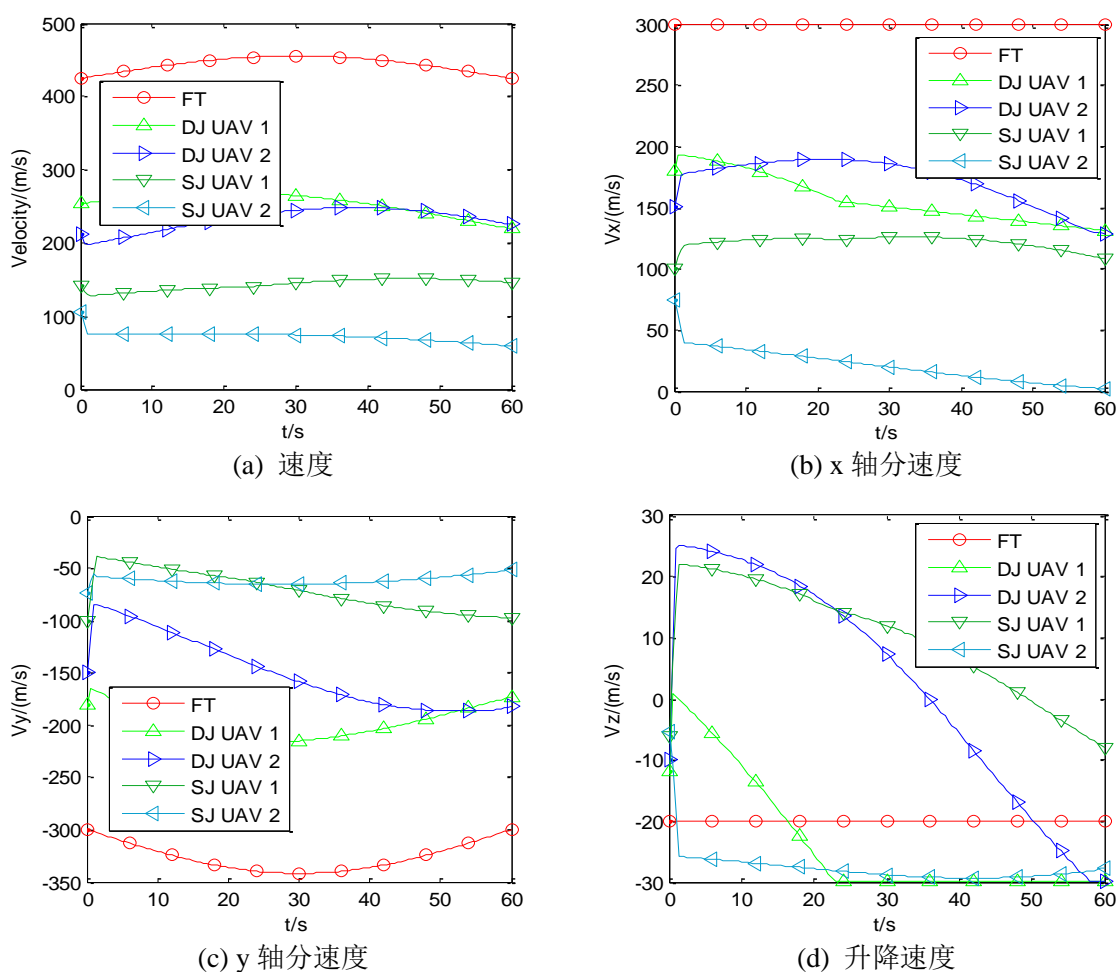 500
400
300
200
100
0
Velocity/(m/s)
FT
DJ UAV 1
DJ UAV 2
SJ UAV 1
SJ UAV 2
0 10 20 30 40 50 60
t/s
(a) 速度
300
250
200
150
100
50
0
Vx/(m/s)
FT
DJ UAV 1
DJ UAV 2
SJ UAV 1
SJ UAV 2
0 10 20 30 40 50 60
t/s
(b) x 轴分速度
0
-50
-100
-150
-200
-250
-300
-350
Vy/(m/s)
FT
DJ UAV 1
DJ UAV 2
SJ UAV 1
SJ UAV 2
0 10 20 30 40 50 60
t/s
(c) y 轴分速度
30
20
10
0
-10
-20
-30
Vz/(m/s)
FT
DJ UAV 1
DJ UAV 2
SJ UAV 1
SJ UAV 2
0 10 20 30 40 50 60
t/s
(d) 升降速度